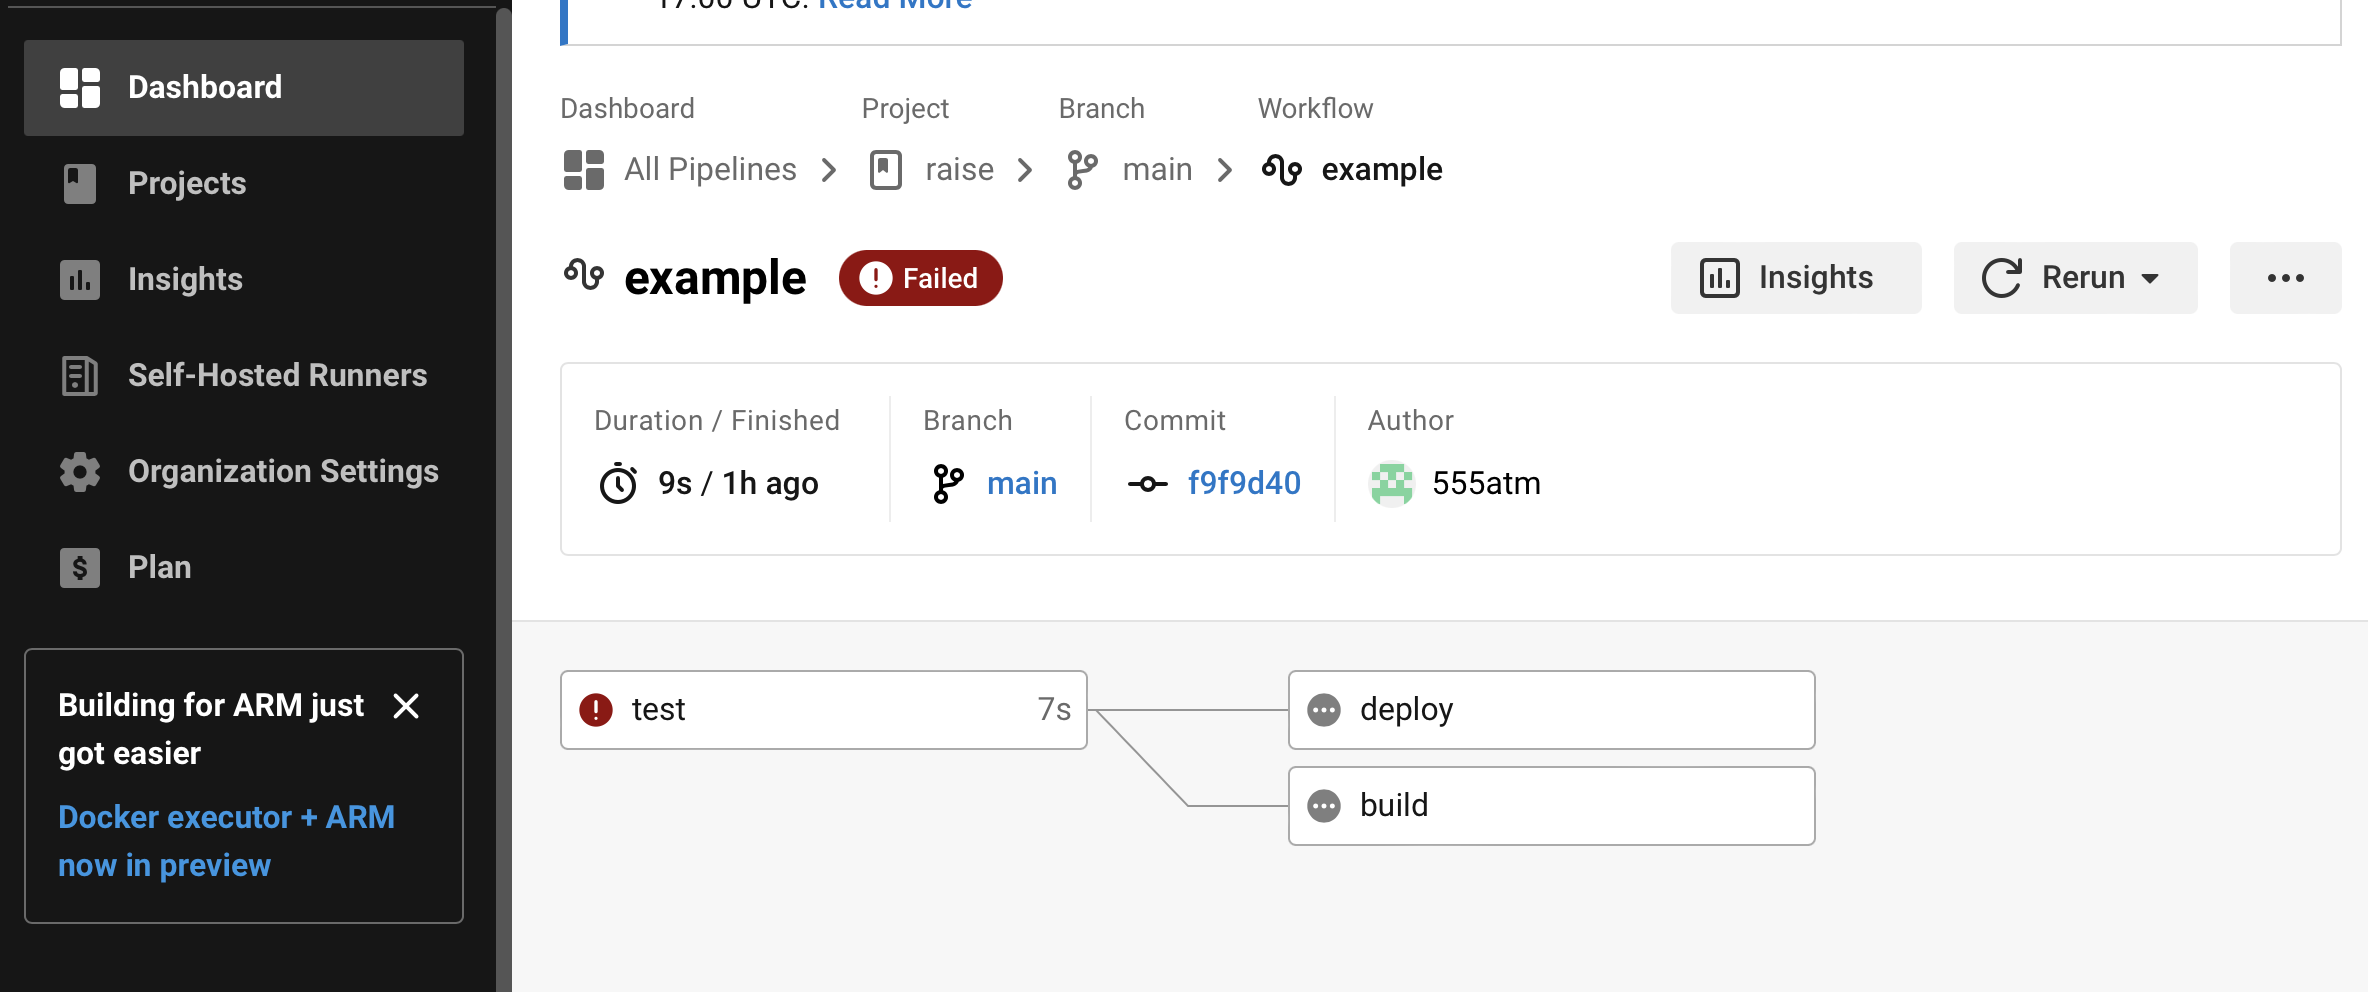 Dashboard
Projects
Insights
Self-Hosted Runners
Organization Settings
Plan
Building for ARM just
got easier
Docker executor + ARM
now in preview
17:00 UTC. Read More
Dashboard Project Branch Workflow
All Pipelines raise main example
example Failed Insights Rerun
Duration / Finished Branch Commit Author
9s / 1h ago main f9f9d40 555atm
test 7s deploy
build